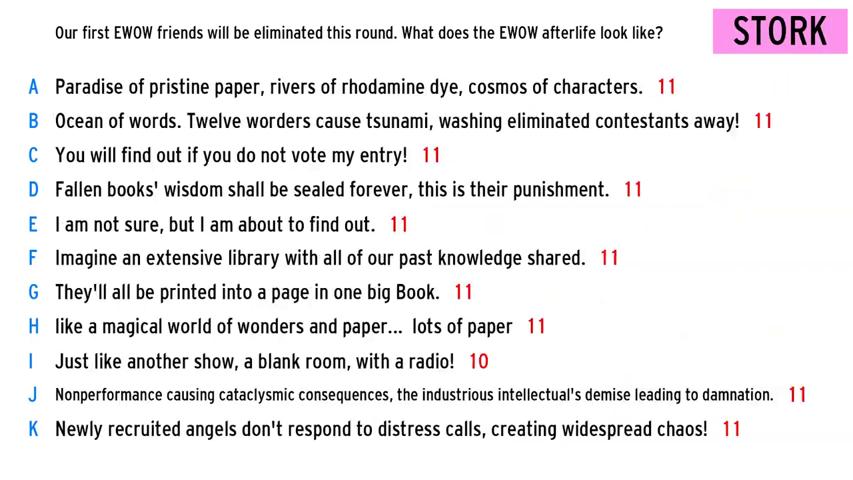 Our first EWOW friends will be eliminated this round. What does the EWOW afterlife look like?
STORK
A Paradise of pristine paper, rivers of rhodamine dye, cosmos of characters. 11
B Ocean of words. Twelve worders cause tsunami, washing eliminated contestants away! 11
C You will find out if you do not vote my entry! 11
D Fallen books' wisdom shall be sealed forever, this is their punishment. 11
E I am not sure, but I am about to find out. 11
F Imagine an extensive library with all of our past knowledge shared. 11
G They'll all be printed into a page in one big Book. 11
H like a magical world of wonders and paper... lots of paper 11
I Just like another show, a blank room, with a radio! 10
J Nonperformance causing cataclysmic consequences, the industrious intellectual's demise leading to damnation. 11
K Newly recruited angels don't respond to distress calls, creating widespread chaos! 11